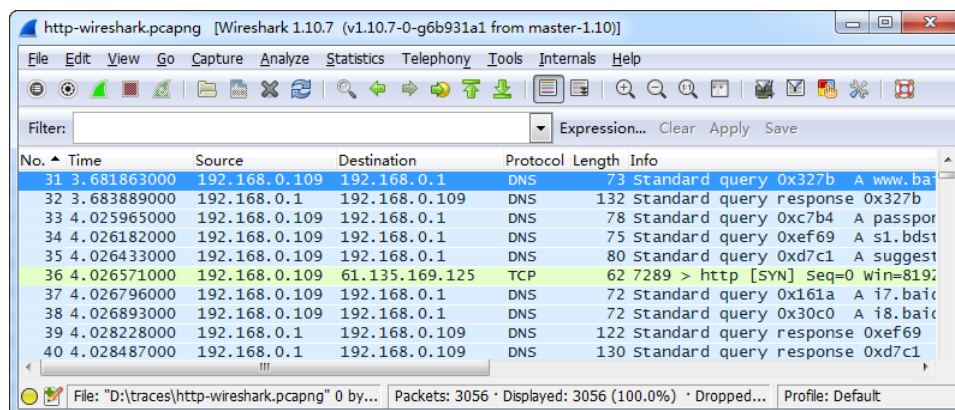 http-wireshark.pcapng [Wireshark 1.10.7 (v1.10.7-0-g6b931a1 from master-1.10)]
File Edit View Go Capture Analyze Statistics Telephony Tools Internals Help
Filter: Expression... Clear Apply Save
No. Time Source Destination Protocol Length Info
31 3.681863000 192.168.0.109 192.168.0.1 DNS 73 Standard query 0x327b A www.bai
32 3.683889000 192.168.0.1 192.168.0.109 DNS 132 Standard query response 0x327b
33 4.025965000 192.168.0.109 192.168.0.1 DNS 78 Standard query 0xc7b4 A passpor
34 4.026182000 192.168.0.109 192.168.0.1 DNS 75 Standard query 0xef69 A s1.bdst
35 4.026433000 192.168.0.109 192.168.0.1 DNS 80 Standard query 0xd7c1 A suggest
36 4.026571000 192.168.0.109 61.135.169.125 TCP 62 7289 > http [SYN] Seq=0 Win=8192
37 4.026796000 192.168.0.109 192.168.0.1 DNS 72 Standard query 0x161a A i7.baid
38 4.026893000 192.168.0.109 192.168.0.1 DNS 72 Standard query 0x30c0 A i8.baid
39 4.028228000 192.168.0.1 192.168.0.109 DNS 122 Standard query response 0xef69
40 4.028487000 192.168.0.1 192.168.0.109 DNS 130 Standard query response 0xd7c1
File: "D:\traces\http-wireshark.pcapng" 0 by... Packets: 3056 · Displayed: 3056 (100.0%) · Dropped... Profile: Default